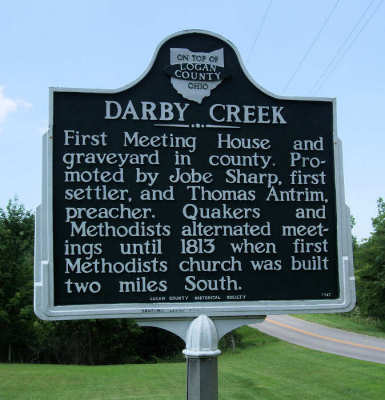 ON TOP OF
LOGAN
COUNTY
OHIO
DARBY CREEK
First Meeting House and
graveyard in county. Pro-
moted by Jobe Sharp, first
settler, and Thomas Antrim,
preacher. Quakers and
Methodists alternated meet-
ings until 1813 when first
Methodists church was built
two miles South.
LOGAN COUNTY HISTORICAL SOCIETY